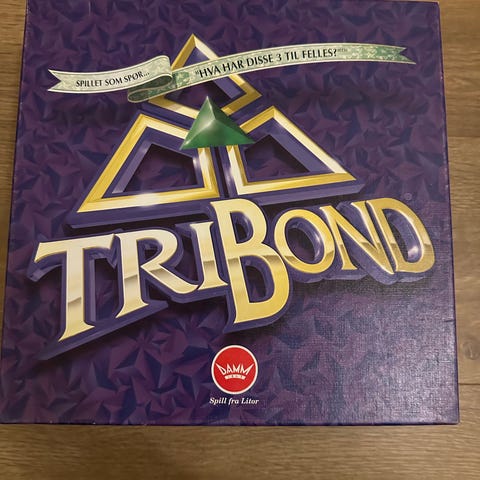 SPILLET SOM SPØR...
"HVA HAR DISSE 3 TIL FELLES?"
TRIBOND®
DAMM
Spill fra Litor